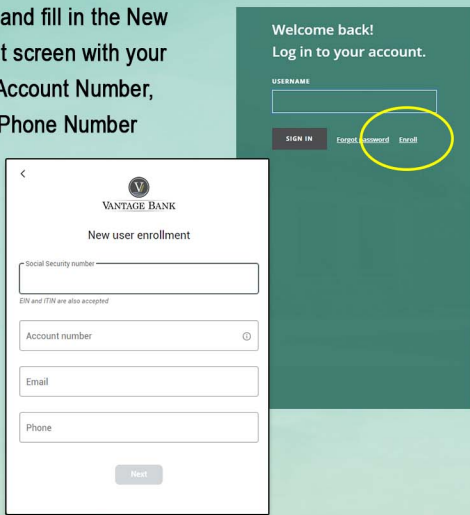 and fill in the New
t screen with your
Account Number,
Phone Number
Welcome back!
Log in to your account.
USERNAME
SIGN IN Forgot password Enroll
<
V
VANTAGE BANK
New user enrollment
Social Security number
EIN and ITIN are also accepted
Account number
Email
Phone
Next